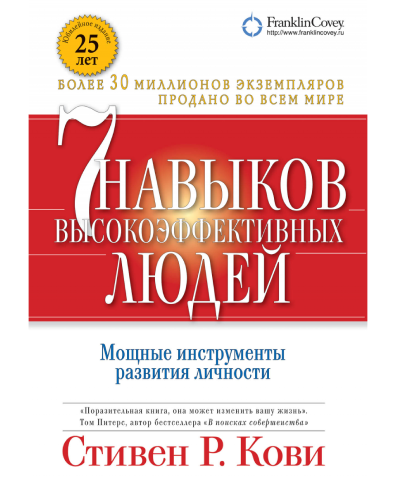 FranklinCovey®
http://www.franklincovey.ru
Юбилейное издание
25
лет
БОЛЕЕ 30 МИЛЛИОНОВ ЭКЗЕМПЛЯРОВ
ПРОДАНО ВО ВСЕМ МИРЕ
7 НАВЫКОВ
ВЫСОКОЭФФЕКТИВНЫХ
ЛЮДЕЙ
Мощные инструменты
развития личности
«Поразительная книга, она может изменить вашу жизнь».
Том Питерс, автор бестселлера «В поисках совершенства»
Стивен Р. Кови